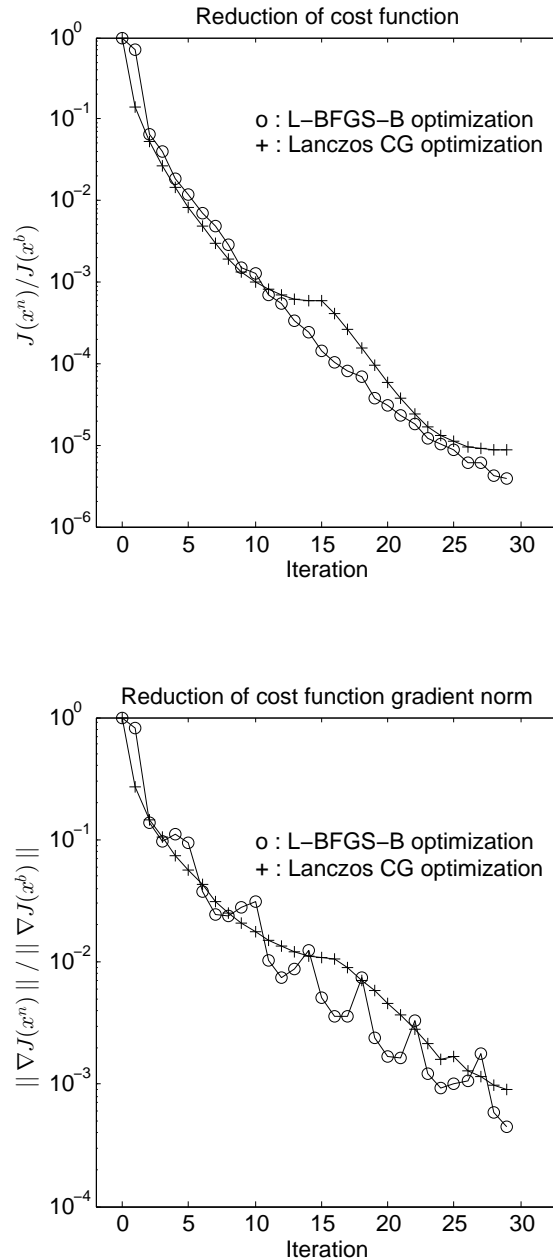 Reduction of cost function
10^0
10^-1
10^-2
10^-3
10^-4
10^-5
10^-6
J(x^n)/J(x^b)
o : L-BFGS-B optimization
+ : Lanczos CG optimization
0 5 10 15 20 25 30
Iteration
Reduction of cost function gradient norm
10^0
10^-1
10^-2
10^-3
10^-4
|| ∇J(x^n) || / || ∇J(x^b) ||
o : L-BFGS-B optimization
+ : Lanczos CG optimization
0 5 10 15 20 25 30
Iteration